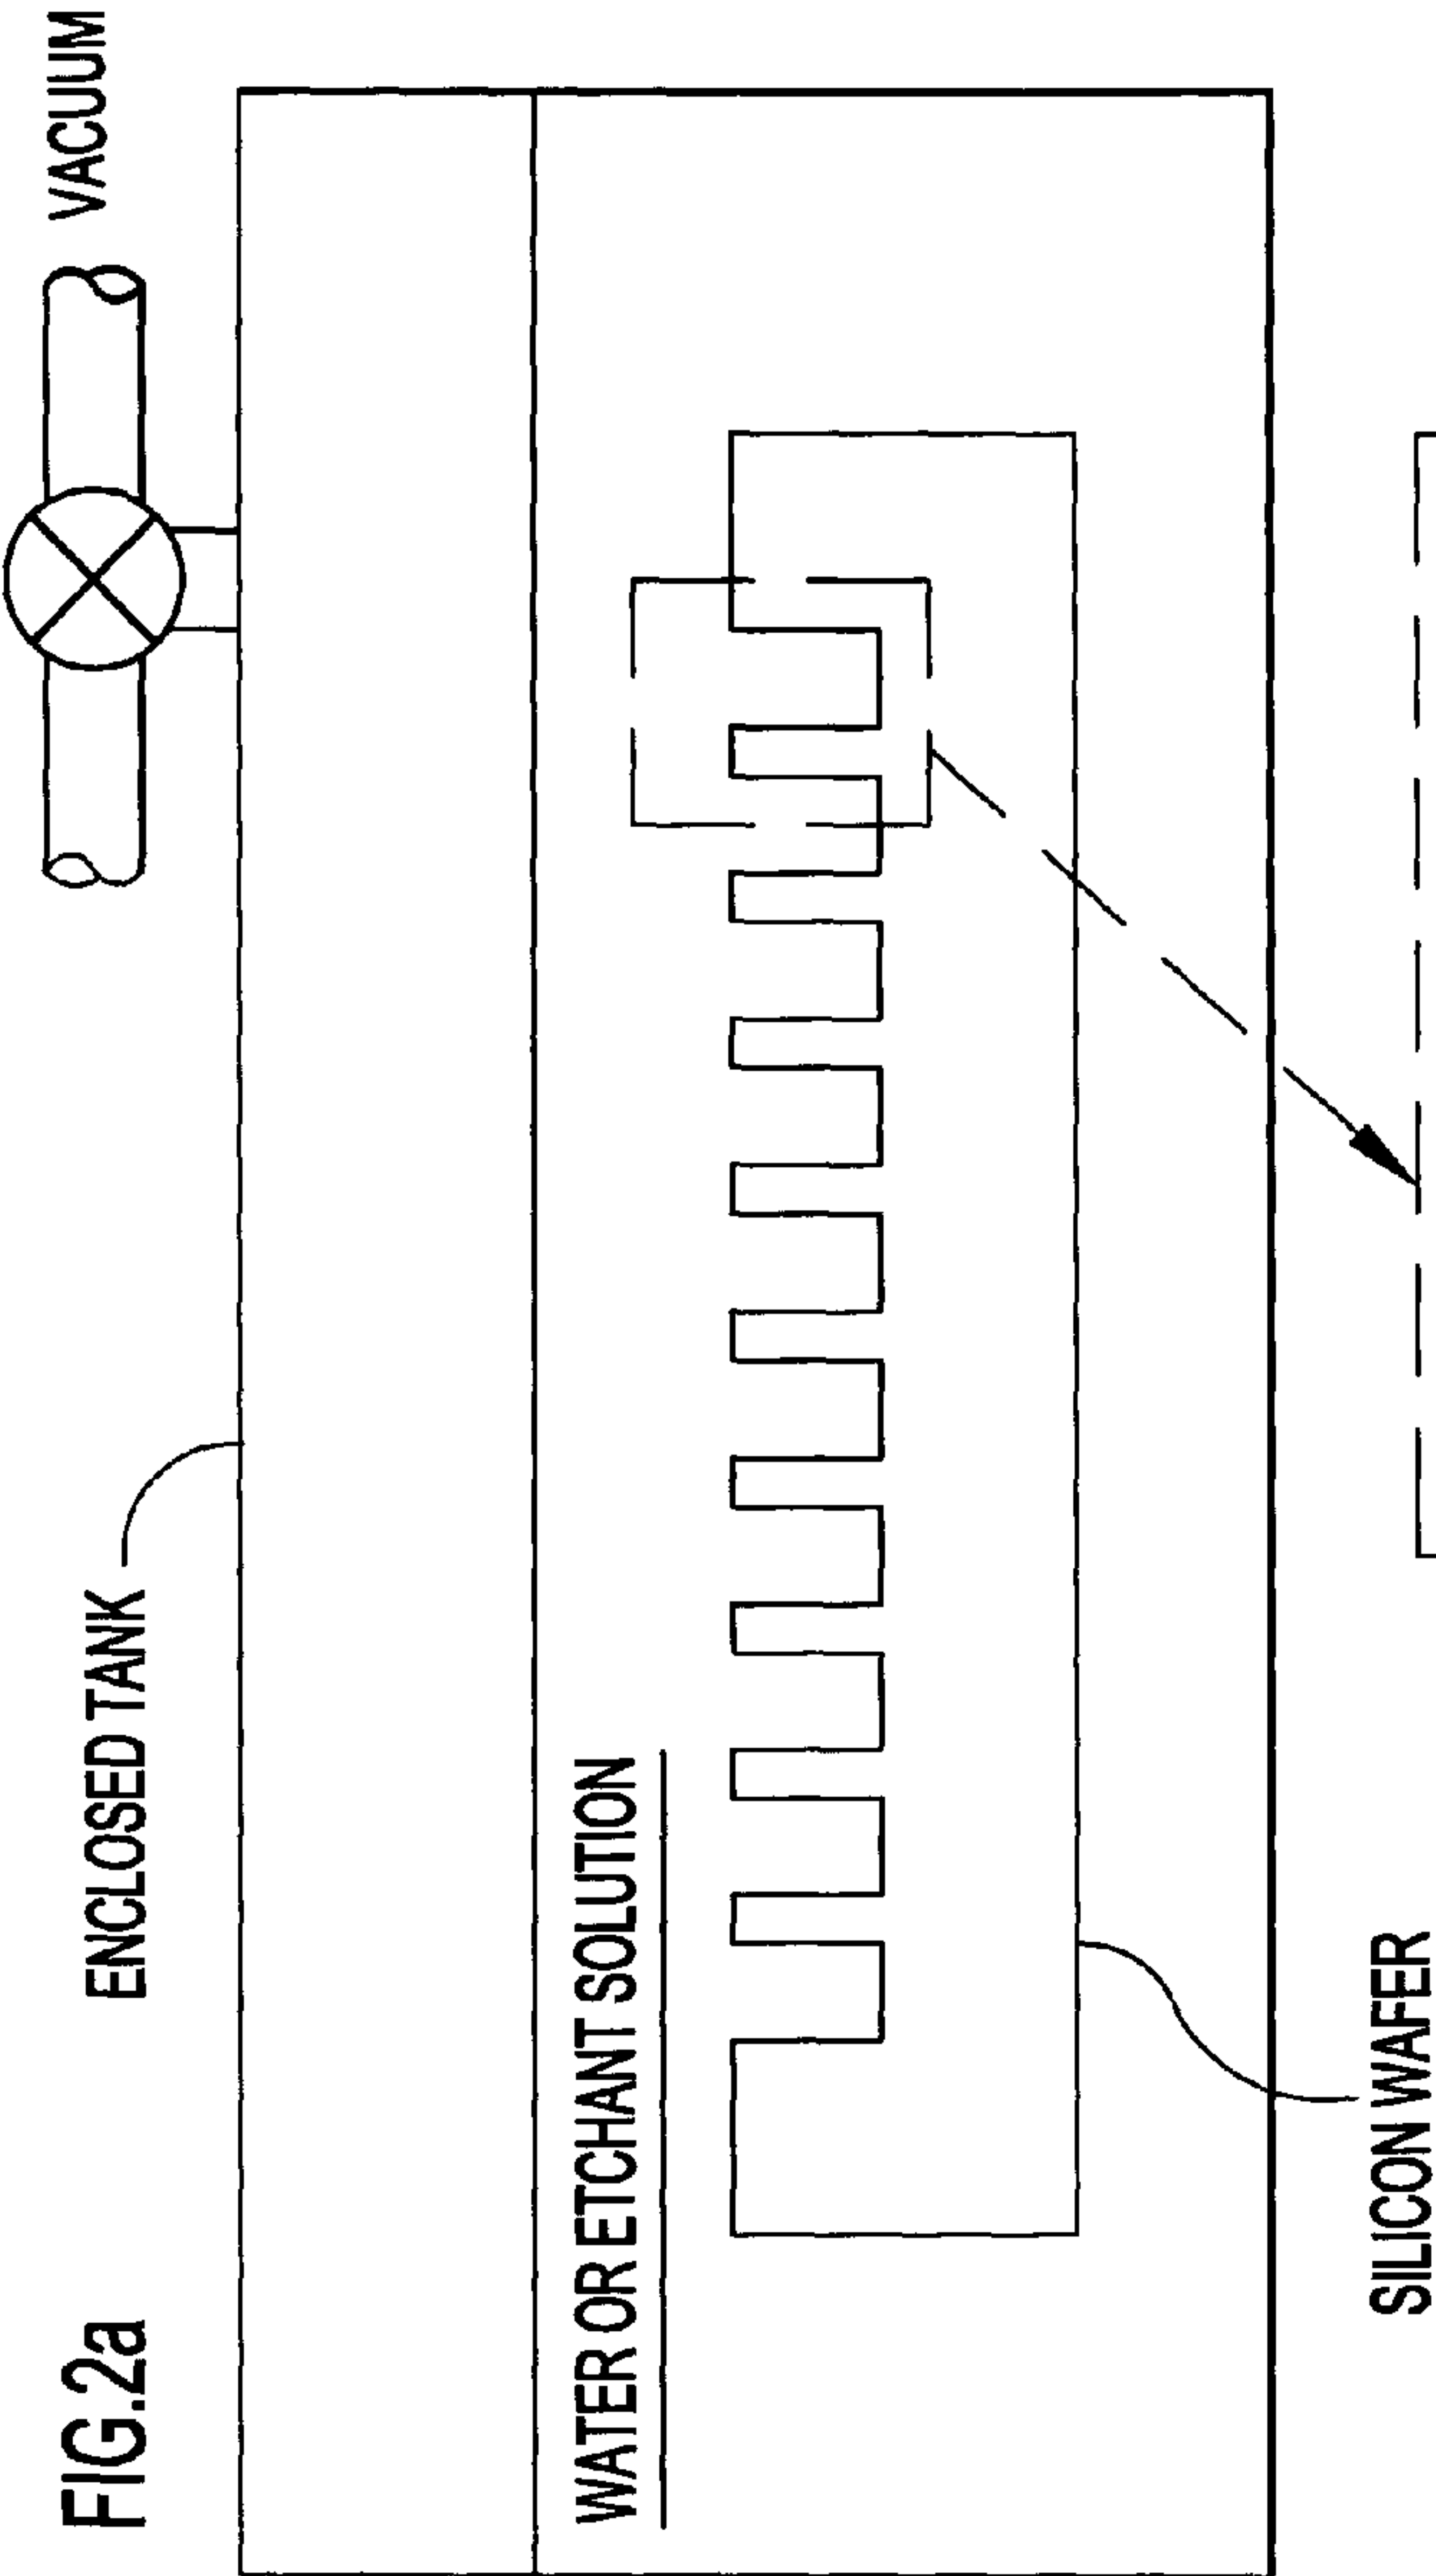 FIG.2a
ENCLOSED TANK
VACUUM
WATER OR ETCHANT SOLUTION
SILICON WAFER